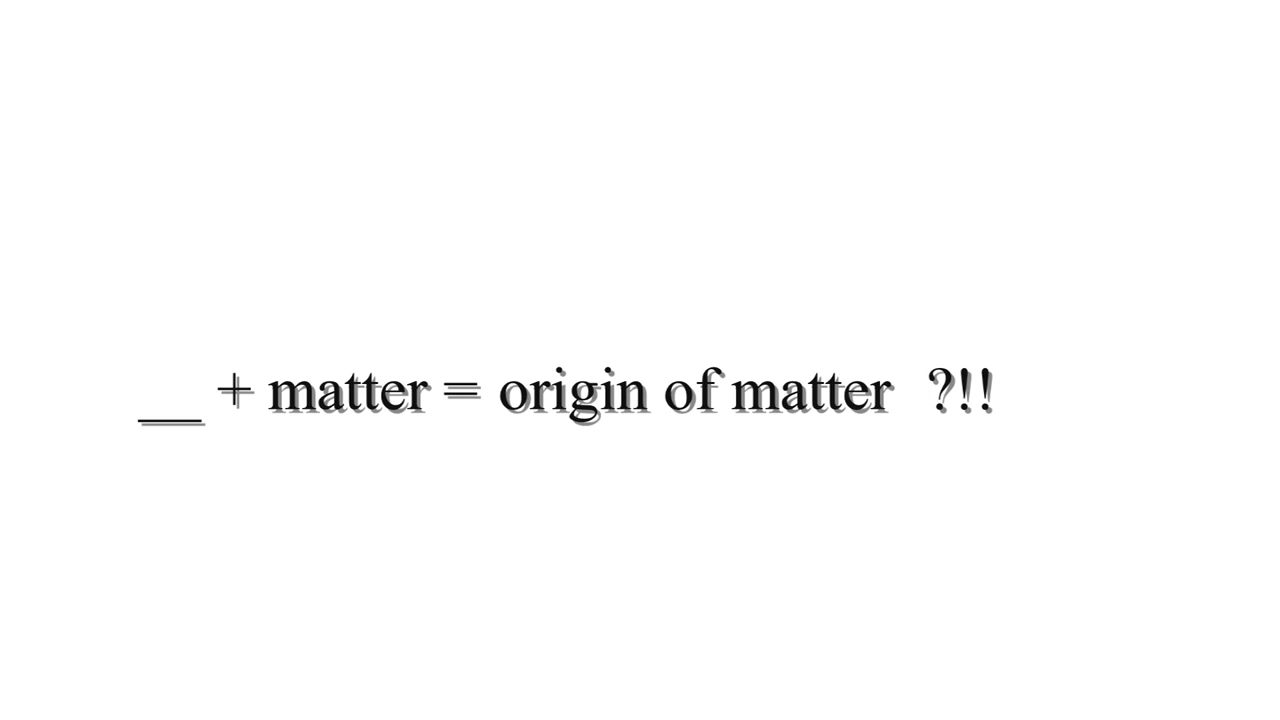 __ + matter = origin of matter ?!!